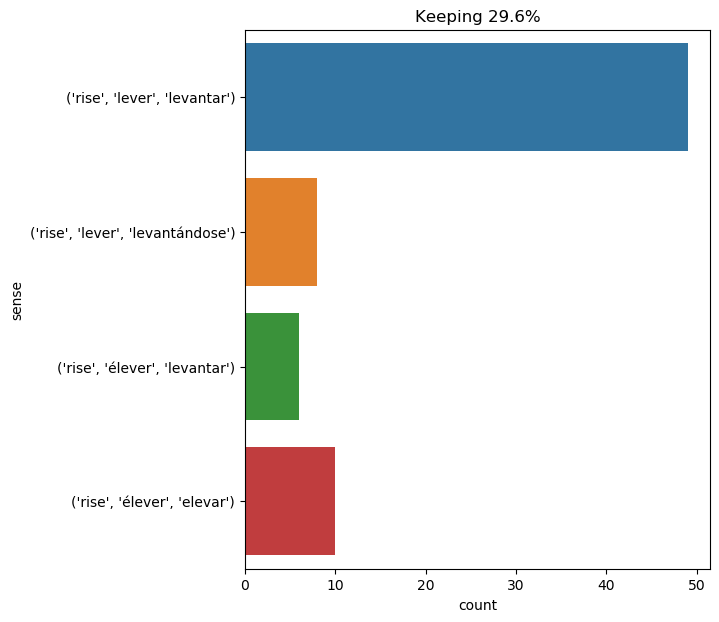 Keeping 29.6%
('rise', 'lever', 'levantar')
('rise', 'lever', 'levantándose')
('rise', 'élever', 'levantar')
('rise', 'élever', 'elevar')
sense
0 10 20 30 40 50
count